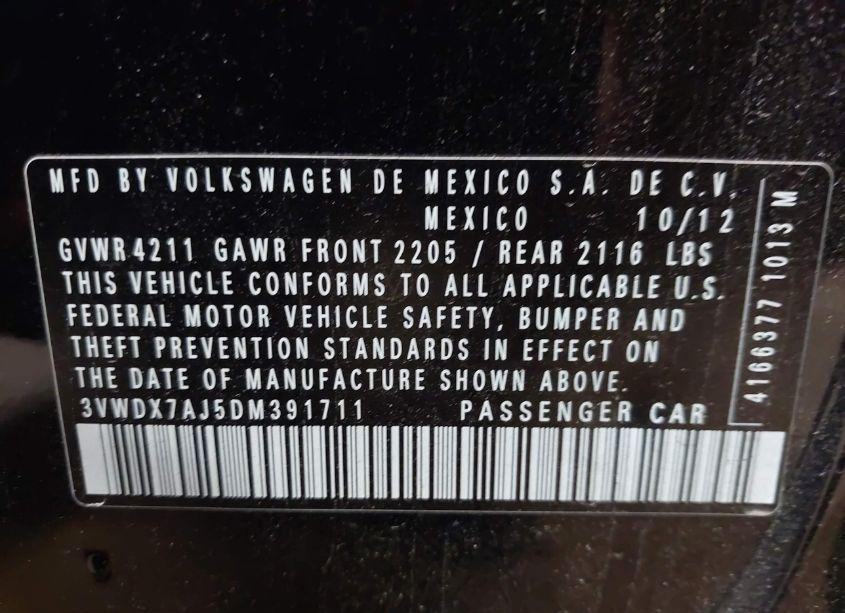 MFD BY VOLKSWAGEN DE MEXICO S.A. DE C.V.
MEXICO 10/12
GVWR 4211 GAWR FRONT 2205 / REAR 2116 LBS
THIS VEHICLE CONFORMS TO ALL APPLICABLE U.S.
FEDERAL MOTOR VEHICLE SAFETY, BUMPER AND
THEFT PREVENTION STANDARDS IN EFFECT ON
THE DATE OF MANUFACTURE SHOWN ABOVE.
3VWDX7AJ5DM391711 PASSENGER CAR
4166377 1013 M